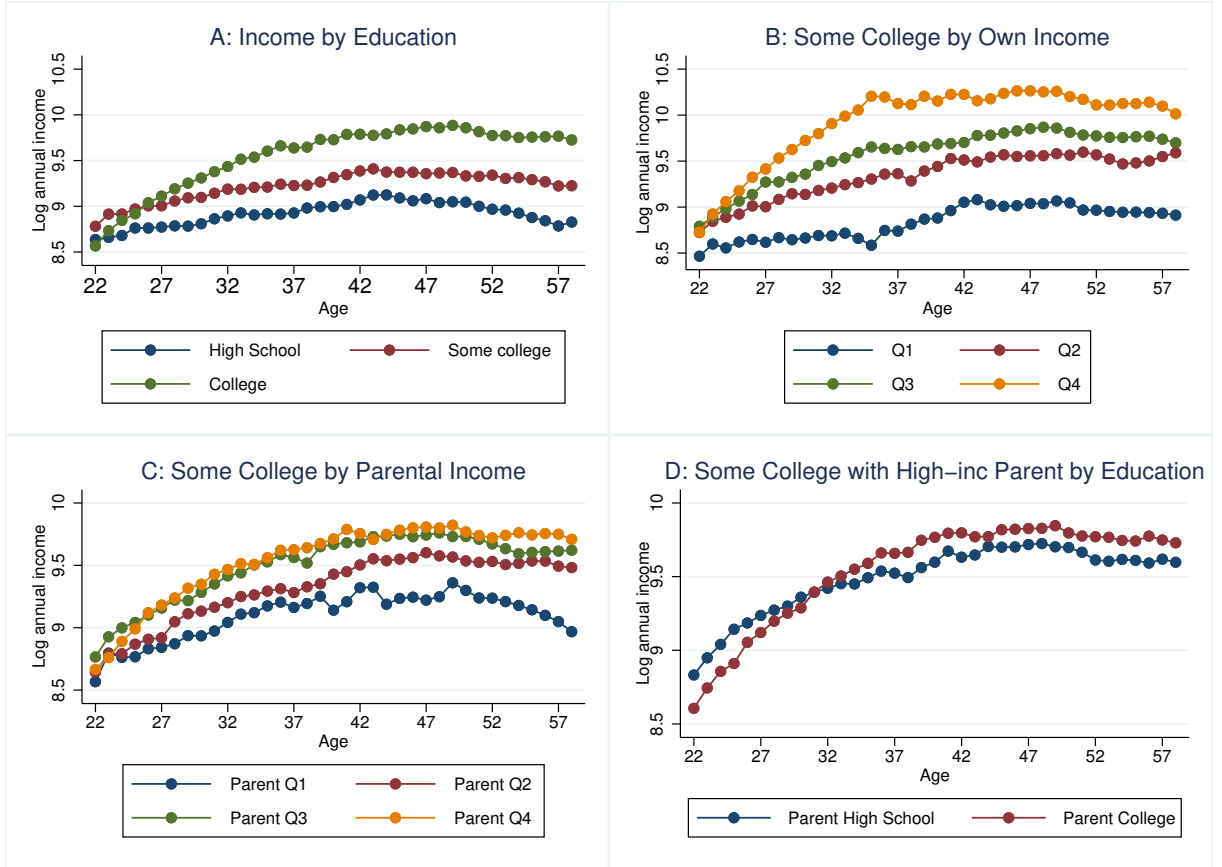 A: Income by Education
Log annual income
10.5
10
9.5
9
8.5
22 27 32 37 42 47 52 57
Age
High School Some college
College
B: Some College by Own Income
Log annual income
10.5
10
9.5
9
8.5
22 27 32 37 42 47 52 57
Age
Q1 Q2
Q3 Q4
C: Some College by Parental Income
Log annual income
10
9.5
9
8.5
22 27 32 37 42 47 52 57
Age
Parent Q1 Parent Q2
Parent Q3 Parent Q4
D: Some College with High−inc Parent by Education
Log annual income
10
9.5
9
8.5
22 27 32 37 42 47 52 57
Age
Parent High School Parent College